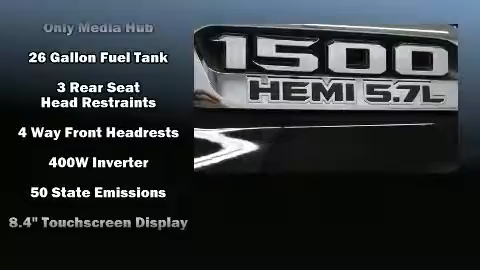 Only Media Hub
26 Gallon Fuel Tank
3 Rear Seat
Head Restraints
4 Way Front Headrests
400W Inverter
50 State Emissions
8.4" Touchscreen Display
1500
HEMI 5.7L